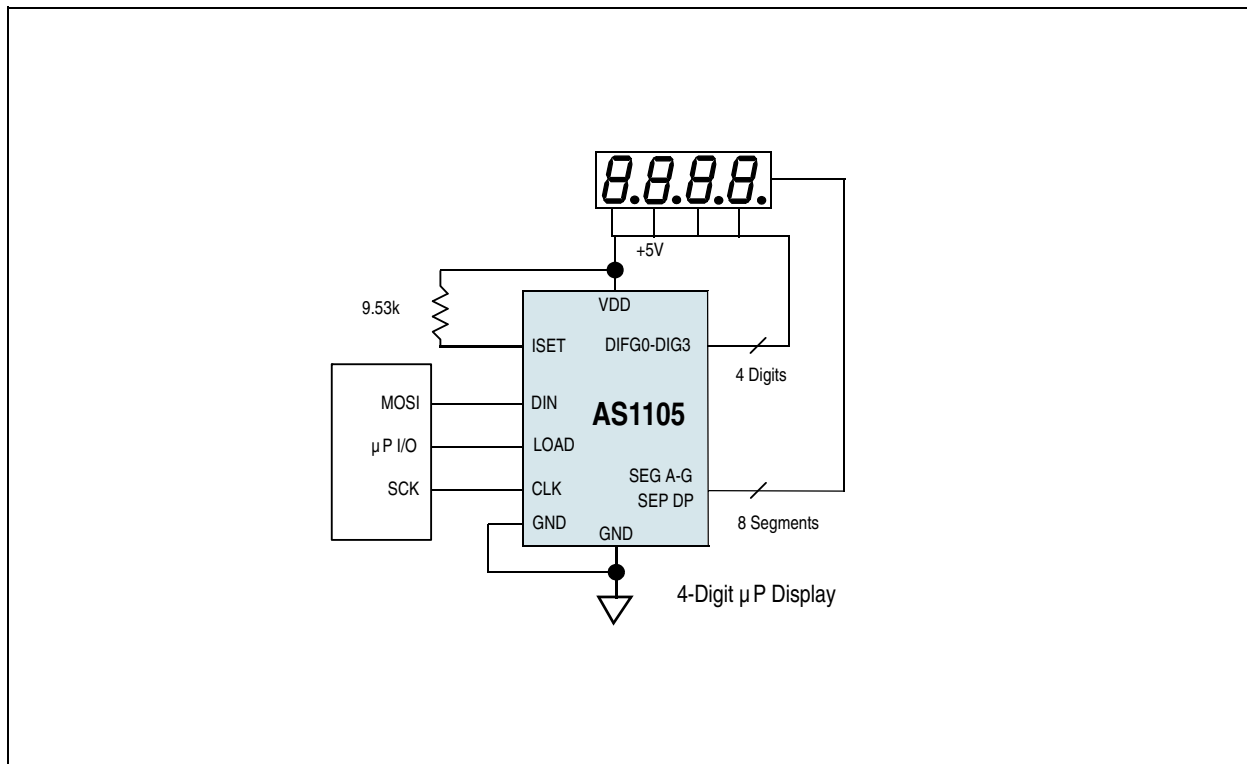 8.8.8.8.
+5V
9.53k
VDD
ISET
DIFG0-DIG3
4 Digits
MOSI
DIN
AS1105
µP I/O
LOAD
SEG A-G
SCK
CLK
SEP DP
GND
8 Segments
GND
4-Digit µP Display